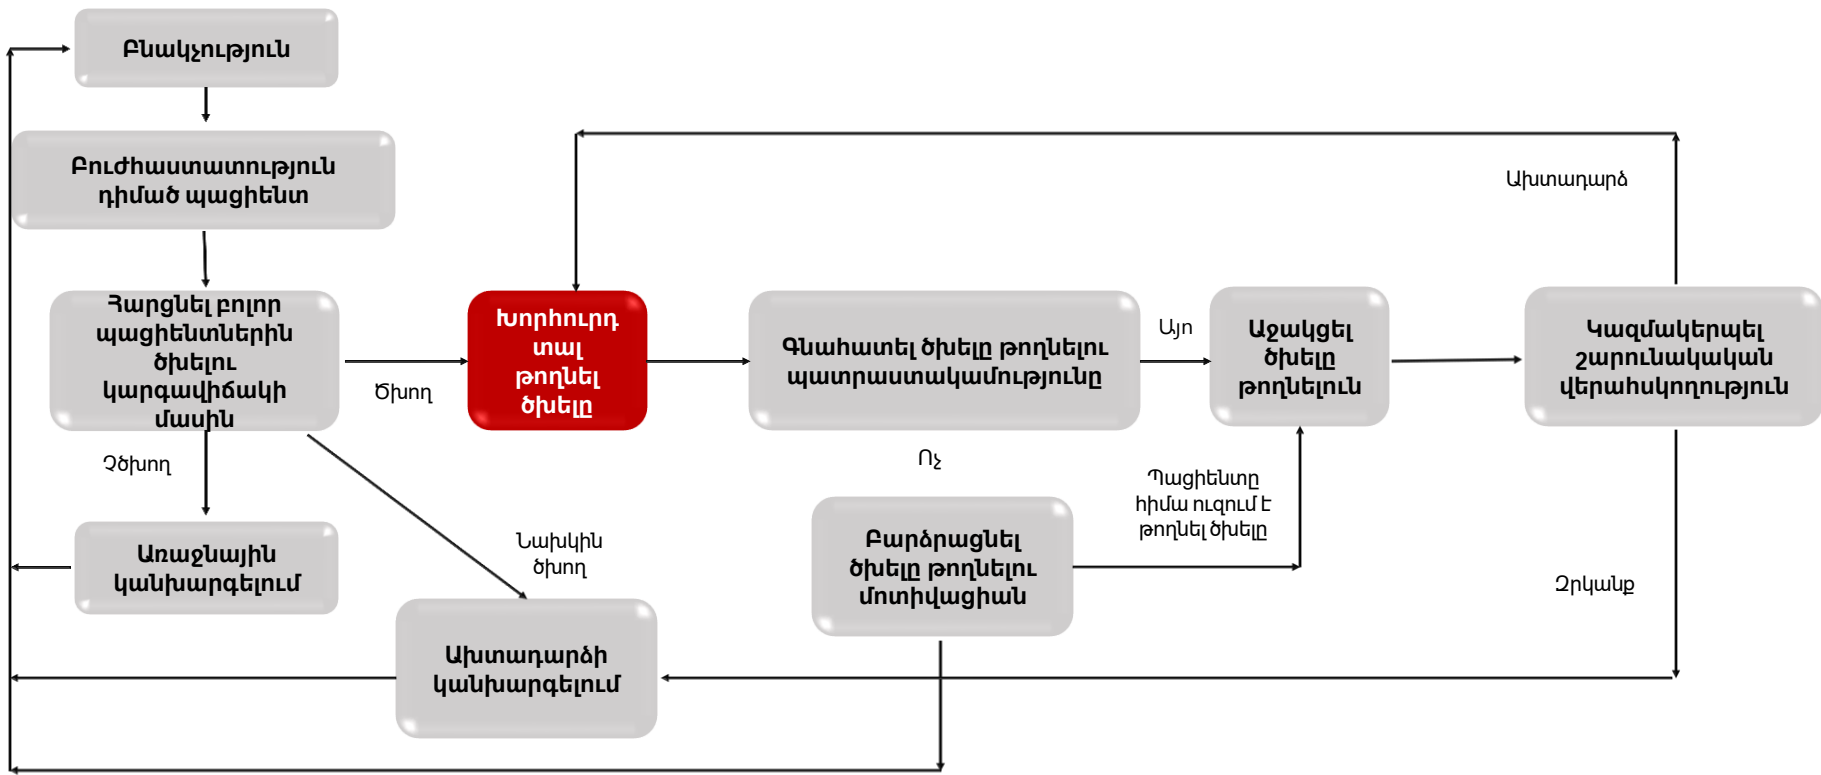 Բնակչություն
Բուժհաստատություն
դիմած պացիենտ
Ախտադարձ
Հարցնել բոլոր
պացիենտներին
ծխելու
կարգավիճակի
մասին
Ծխող
Խորհուրդ
տալ
թողնել
ծխելը
Գնահատել ծխելը թողնելու
պատրաստակամությունը
Այո
Աջակցել
ծխելը
թողնելուն
Կազմակերպել
շարունակական
վերահսկողություն
Չծխող
Ոչ
Պացիենտը
հիմա ուզում է
թողնել ծխելը
Առաջնային
կանխարգելում
Նախկին
ծխող
Բարձրացնել
ծխելը թողնելու
մոտիվացիան
Զրկանք
Ախտադարձի
կանխարգելում